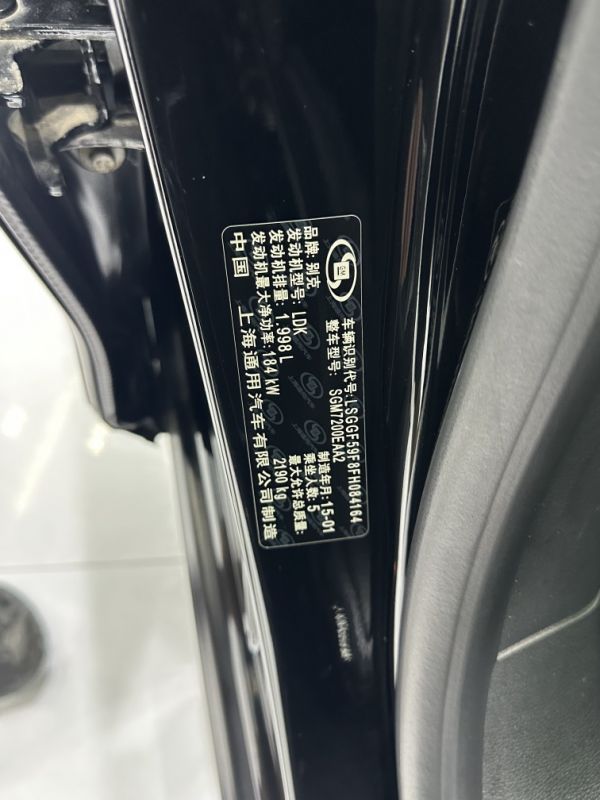 GM
车辆识别代号: LSGGF59F8FH084164
整车型号: SGM7200EAA2
品牌: 别克
制造年月: 15-01
发动机型号: LDK
乘坐人数: 5
发动机排量: 1.998L
最大允许总质量:
发动机最大净功率: 184 kW
2190 kg
中国 上海通用汽车有限公司制造